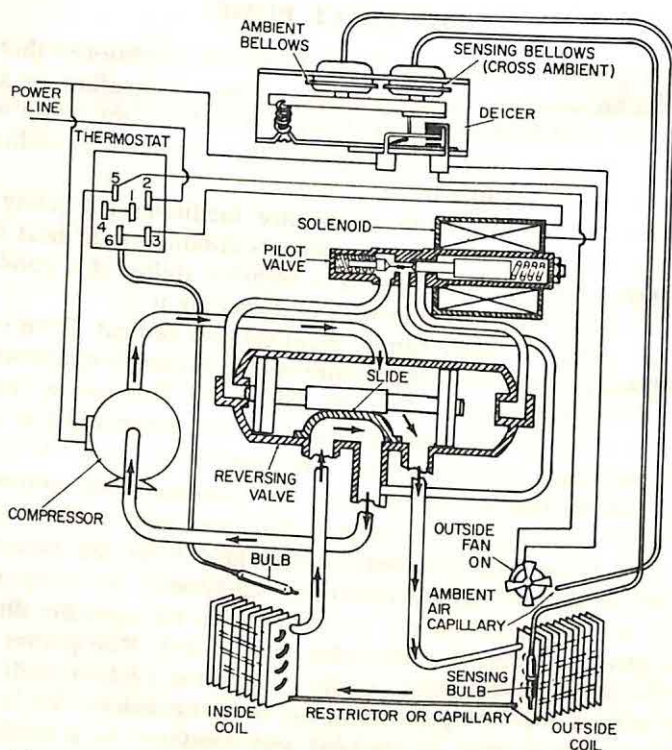 AMBIENT
BELLOWS
SENSING BELLOWS
(CROSS AMBIENT)
POWER
LINE
DEICER
THERMOSTAT
5
2
1
4
6
3
SOLENOID
PILOT
VALVE
SLIDE
REVERSING
VALVE
COMPRESSOR
OUTSIDE
FAN
ON
BULB
AMBIENT
AIR
CAPILLARY
SENSING
BULB
INSIDE
COIL
RESTRICTOR OR CAPILLARY
OUTSIDE
COIL